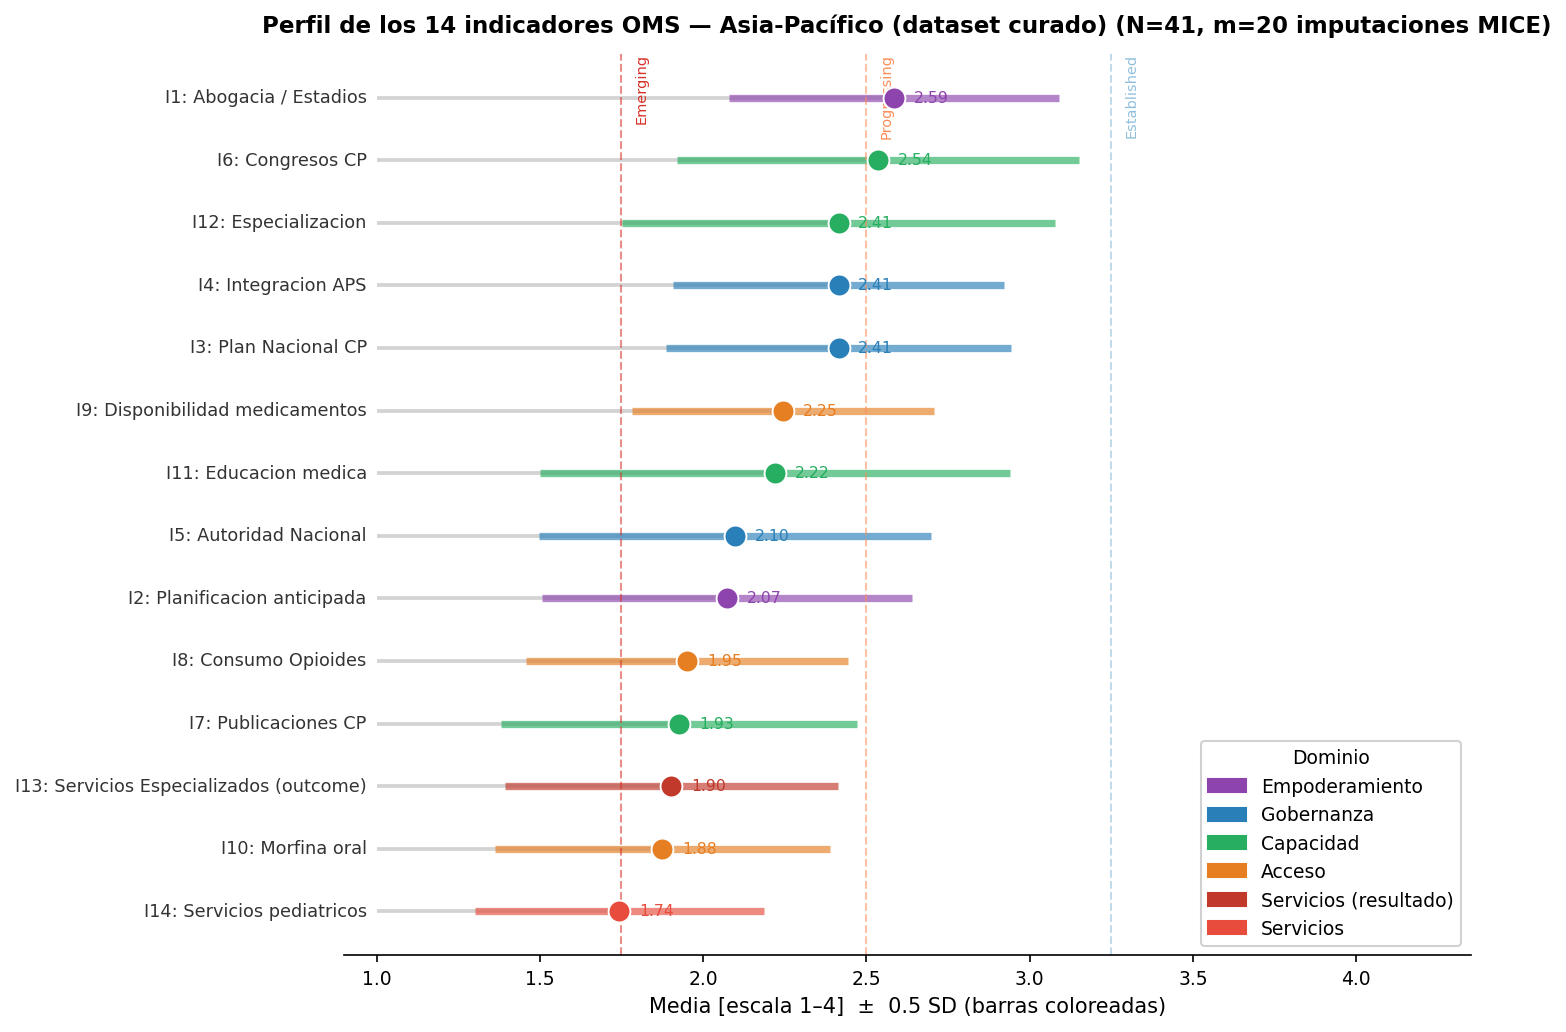 Perfil de los 14 indicadores OMS — Asia-Pacífico (dataset curado) (N=41, m=20 imputaciones MICE)
Emerging
Progressing
Established
I1: Abogacia / Estadios
2.59
I6: Congresos CP
2.54
I12: Especializacion
2.41
I4: Integracion APS
2.41
I3: Plan Nacional CP
2.41
I9: Disponibilidad medicamentos
2.25
I11: Educacion medica
2.22
I5: Autoridad Nacional
2.10
I2: Planificacion anticipada
2.07
I8: Consumo Opioides
1.95
I7: Publicaciones CP
1.93
I13: Servicios Especializados (outcome)
1.90
I10: Morfina oral
1.88
I14: Servicios pediatricos
1.74
Dominio
Empoderamiento
Gobernanza
Capacidad
Acceso
Servicios (resultado)
Servicios
1.0 1.5 2.0 2.5 3.0 3.5 4.0
Media [escala 1–4] ± 0.5 SD (barras coloreadas)